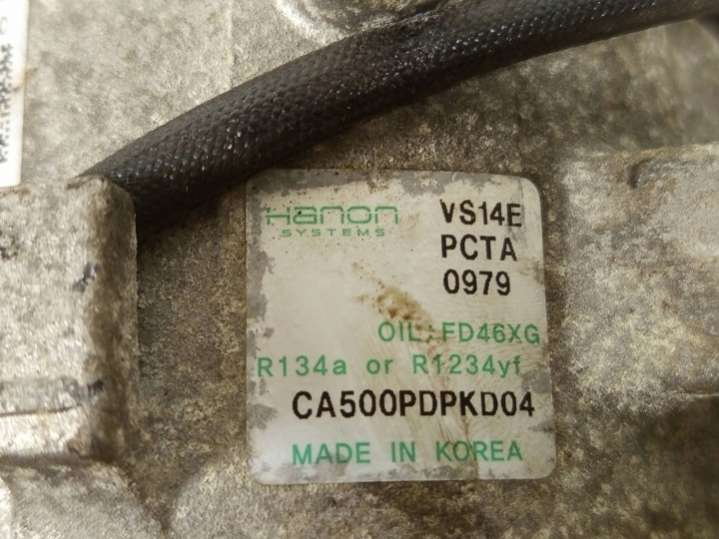 Hanon
SYSTEMS
VS14E
PCTA
0979
OIL: FD46XG
R134a or R1234yf
CA500PDPKD04
MADE IN KOREA